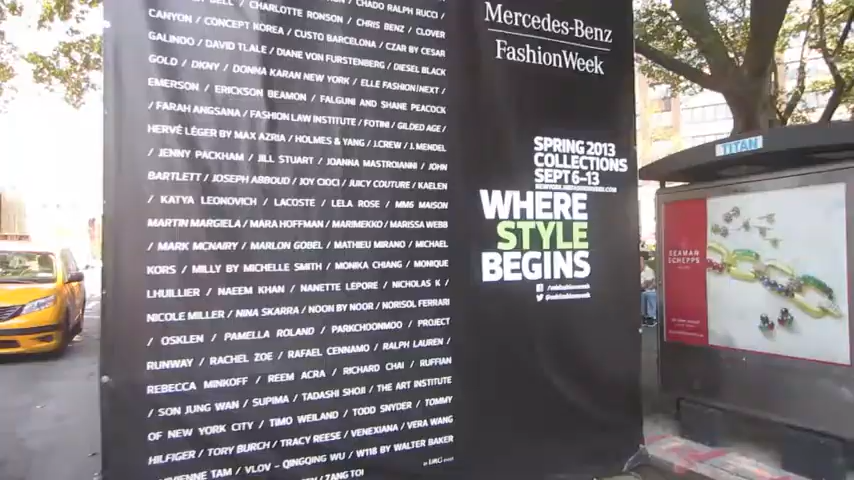 BELL / CHARLOTTE RONSON / CHADO RALPH RUCCI /
CANYON / CONCEPT KOREA / CUSTO BARCELONA / CHRIS BENZ / CLOVER
GALINDO / DAVID TLALE / DIANE VON FURSTENBERG / CZAR BY CESAR
GOLD / DKNY / DONNA KARAN NEW YORK / ELLE FASHION NEXT / DIESEL BLACK
EMERSON / ERICKSON BEAMON / FALGUNI AND SHANE PEACOCK
/ FARAH ANGSANA / FASHION LAW INSTITUTE / FOTINI / GILDED AGE /
HERVÉ LÉGER BY MAX AZRIA / HOLMES & YANG / J.CREW / J.MENDEL
/ JENNY PACKHAM / JILL STUART / JOANNA MASTROIANNI / JOHN
BARTLETT / JOSEPH ABBOUD / JOY CIOCI / JUICY COUTURE / KAELEN
/ KATYA LEONOVICH / LACOSTE / LELA ROSE / MM6 MAISON
MARTIN MARGIELA / MARA HOFFMAN / MARIMEKKO / MARISSA WEBB
/ MARK MCNAIRY / MARLON GOBEL / MATHIEU MIRANO / MICHAEL
KORS / MILLY BY MICHELLE SMITH / MONIKA CHIANG / MONIQUE
LHUILLIER / NAEEM KHAN / NANETTE LEPORE / NICHOLAS K /
NICOLE MILLER / NINA SKARRA / NOON BY NOOR / NORISOL FERRARI
/ OSKLEN / PAMELLA ROLAND / PARKCHOONMOO / PROJECT
RUNWAY / RACHEL ZOE / RAFAEL CENNAMO / RALPH LAUREN /
REBECCA MINKOFF / REEM ACRA / RICHARD CHAI / RUFFIAN
/ SON JUNG WAN / SUPIMA / TADASHI SHOJI / THE ART INSTITUTE
OF NEW YORK CITY / TIMO WEILAND / TODD SNYDER / TOMMY
HILFIGER / TORY BURCH / TRACY REESE / VENEXIANA / VERA WANG
VIVIENNE TAM / VLOV - QINGQING WU / W118 BY WALTER BAKER
/ ZANG TOI
Mercedes-Benz
FashionWeek
SPRING 2013
COLLECTIONS
SEPT 6-13
WHERE
STYLE
BEGINS
TITAN
SEAMAN
SCHEPPS